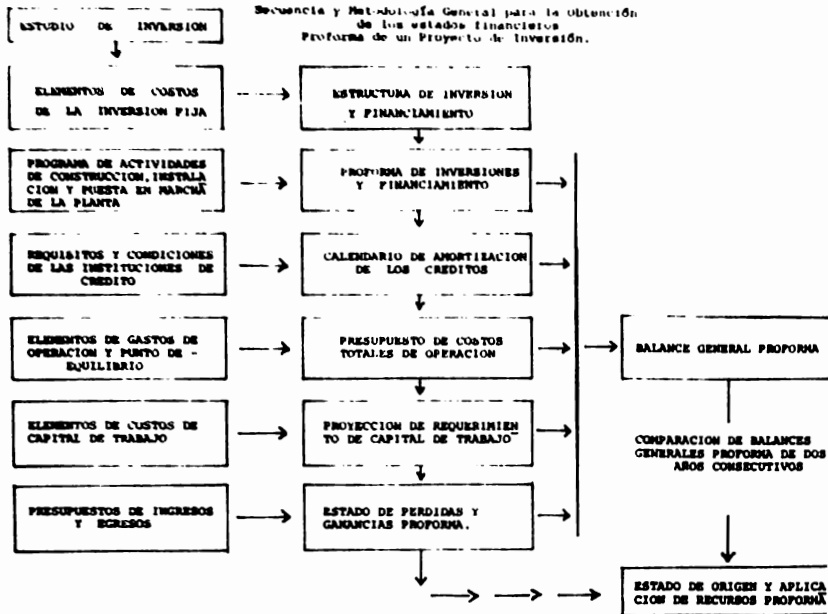 Secuencia y Metodología General para la Obtención
de los estados financieros
Proforma de un Proyecto de Inversión.
ESTUDIO DE INVERSION
ELEMENTOS DE COSTOS
DE LA INVERSION FIJA
ESTRUCTURA DE INVERSION
Y FINANCIAMIENTO
PROGRAMA DE ACTIVIDADES
DE CONSTRUCCION, INSTALA
CION Y PUESTA EN MARCHA
DE LA PLANTA
PROFORMA DE INVERSIONES
Y FINANCIAMIENTO
REQUISITOS Y CONDICIONES
DE LAS INSTITUCIONES DE
CREDITO
CALENDARIO DE AMORTIZACION
DE LOS CREDITOS
ELEMENTOS DE GASTOS DE
OPERACION Y PUNTO DE -
EQUILIBRIO
PRESUPUESTO DE COSTOS
TOTALES DE OPERACION
BALANCE GENERAL PROFORMA
ELEMENTOS DE COSTOS DE
CAPITAL DE TRABAJO
PROYECCION DE REQUERIMIEN
TO DE CAPITAL DE TRABAJO
COMPARACION DE BALANCES
GENERALES PROFORMA DE DOS
AÑOS CONSECUTIVOS
PRESUPUESTOS DE INGRESOS
Y EGRESOS
ESTADO DE PERDIDAS Y
GANANCIAS PROFORMA.
ESTADO DE ORIGEN Y APLICA
CION DE RECURSOS PROFORMA